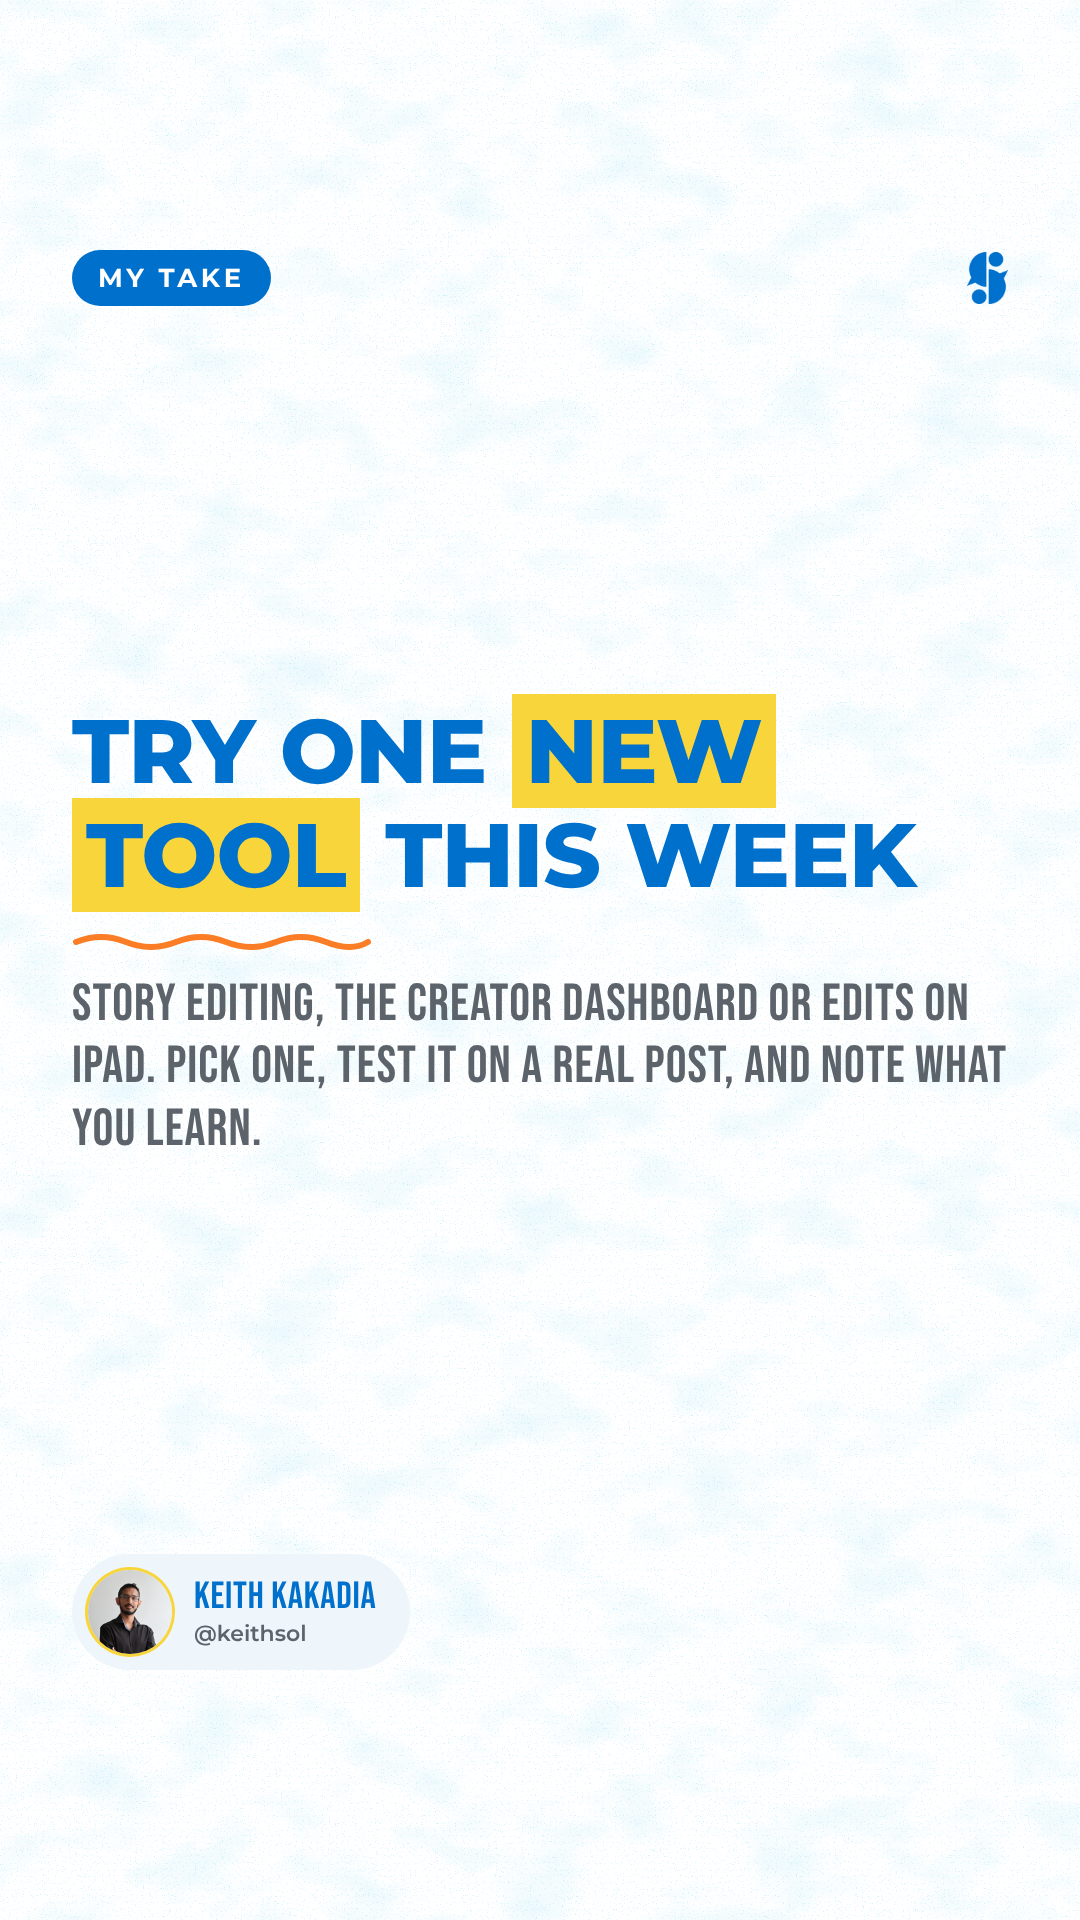 MY TAKE
TRY ONE NEW
TOOL THIS WEEK
STORY EDITING, THE CREATOR DASHBOARD OR EDITS ON
IPAD. PICK ONE, TEST IT ON A REAL POST, AND NOTE WHAT
YOU LEARN.
KEITH KAKADIA
@keithsol